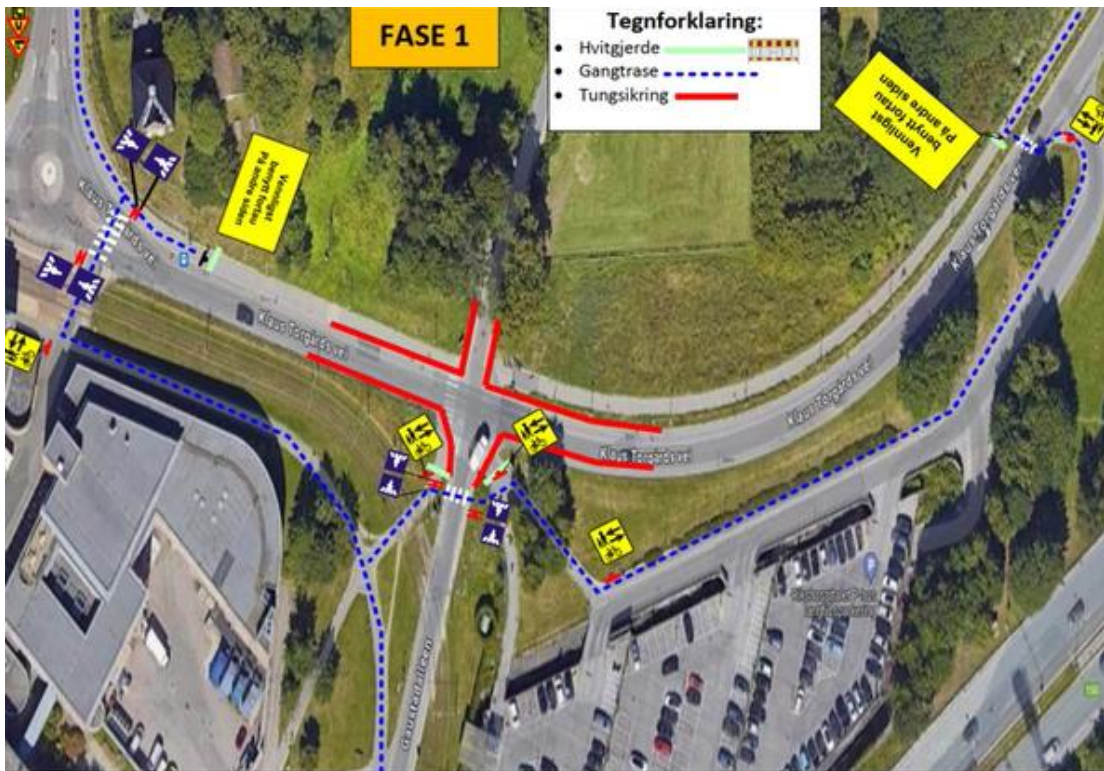 FASE 1
Tegnforklaring:
Hvitgjerde
Gangtrase
Tungsikring
Vennligst
benytt fortau
På andre siden
Vennligst
benytt fortau
På andre siden
Klaus Torgårds vei
Klaus Torgårds vei
Klaus Torgårds vei
Klaus Torgårds vei
Gaustadalleen